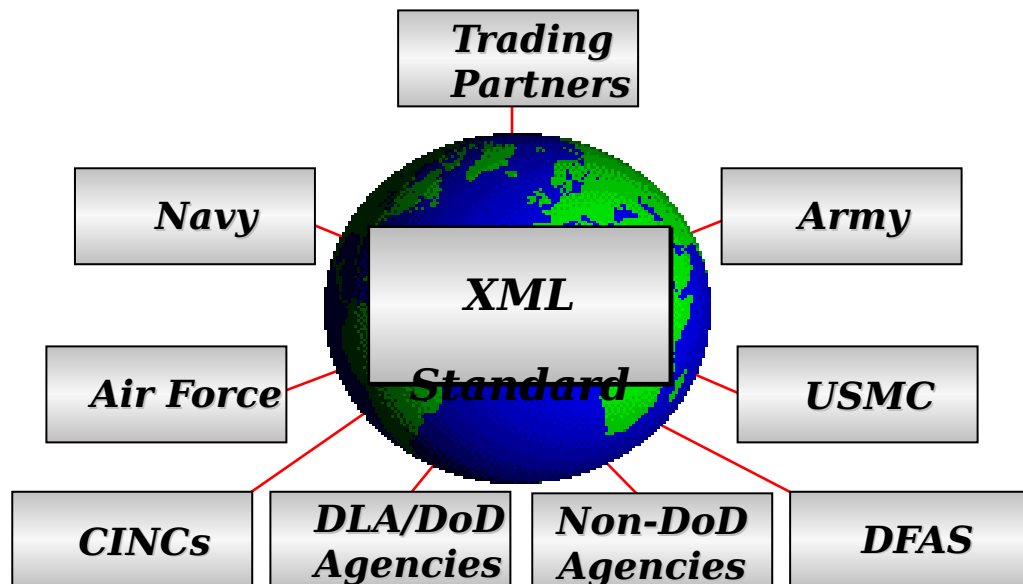 Trading
Partners
Navy
Army
XML
Standard
Air Force
USMC
CINCs
DLA/DoD
Agencies
Non-DoD
Agencies
DFAS